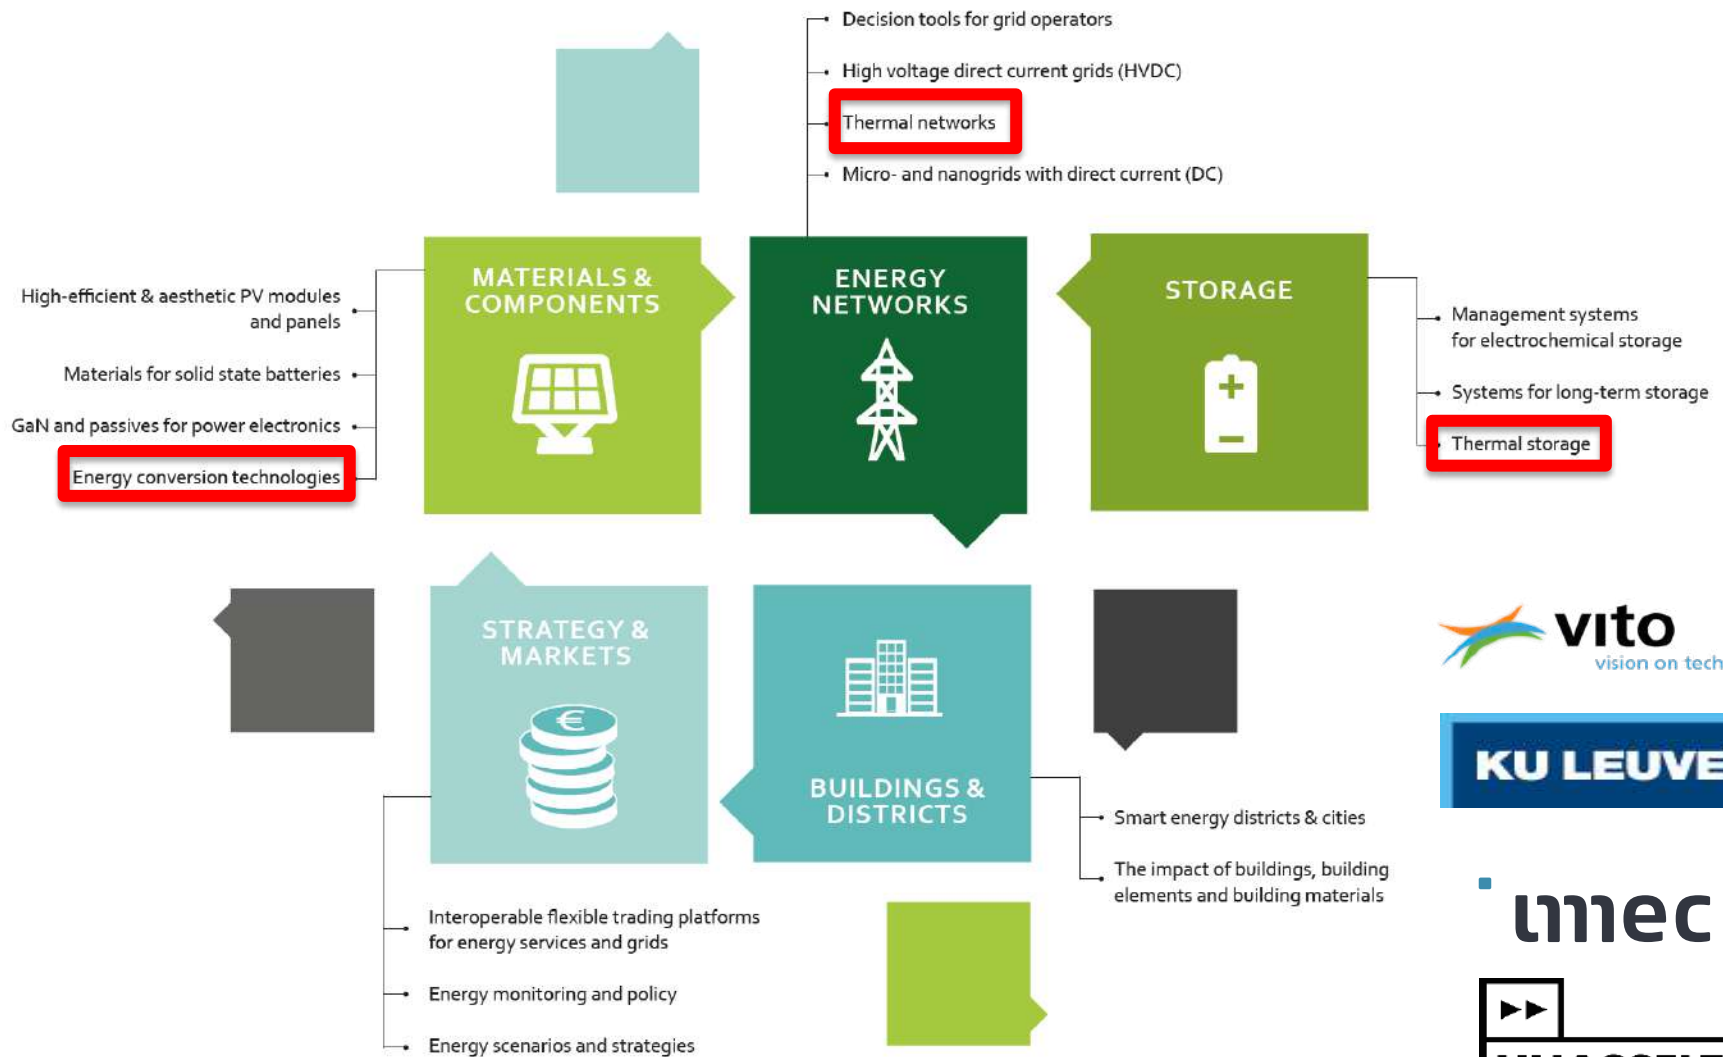 Decision tools for grid operators
High voltage direct current grids (HVDC)
Thermal networks
Micro- and nanogrids with direct current (DC)
MATERIALS &
COMPONENTS
High-efficient & aesthetic PV modules
and panels
Materials for solid state batteries
GaN and passives for power electronics
Energy conversion technologies
ENERGY
NETWORKS
STORAGE
+
−
Management systems
for electrochemical storage
Systems for long-term storage
Thermal storage
STRATEGY &
MARKETS
€
Interoperable flexible trading platforms
for energy services and grids
Energy monitoring and policy
Energy scenarios and strategies
BUILDINGS &
DISTRICTS
Smart energy districts & cities
The impact of buildings, building
elements and building materials
vito
vision on tech
KU LEUVE
imec